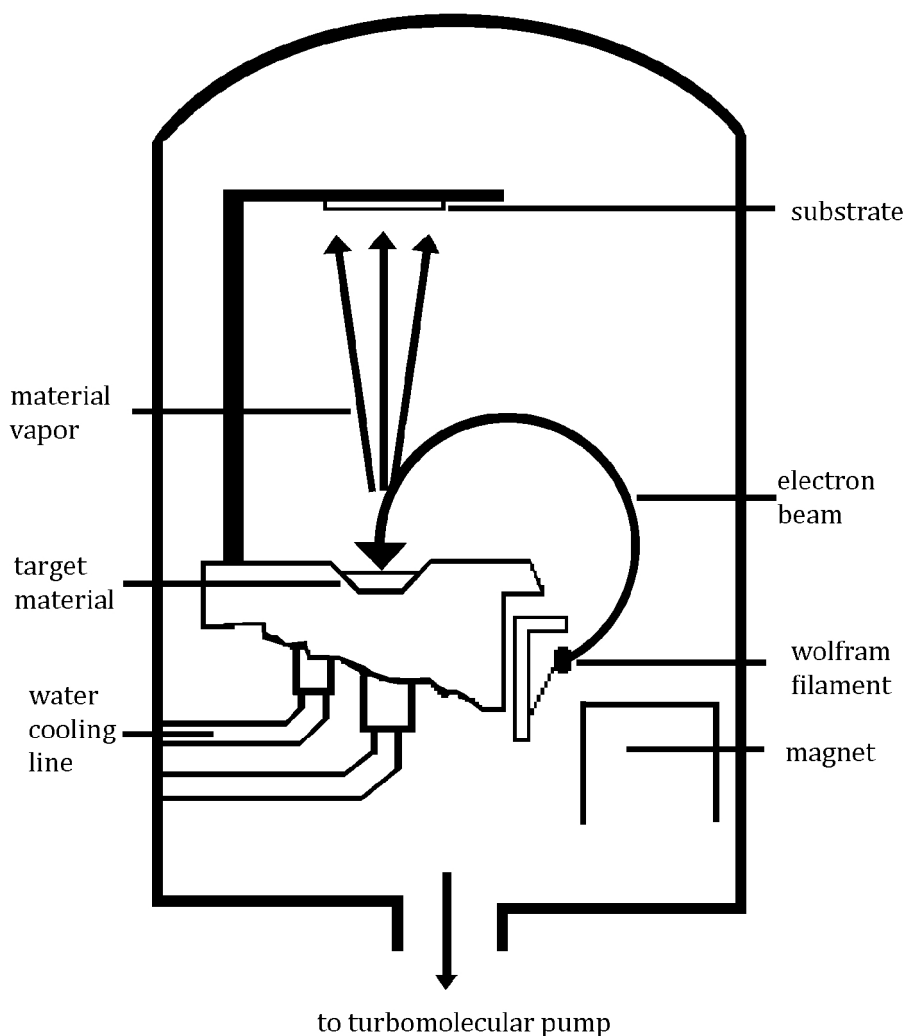 substrate
material
vapor
electron
beam
target
material
wolfram
filament
water
cooling
line
magnet
to turbomolecular pump